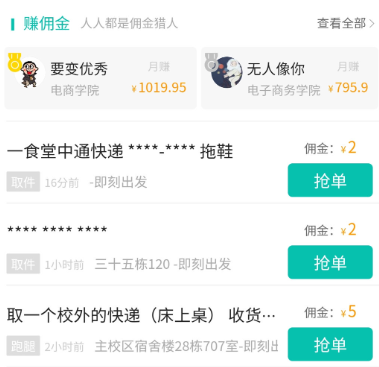 赚佣金 人人都是佣金猎人 查看全部
要变优秀 月赚
电商学院 ¥1019.95
无人像你 月赚
电子商务学院 ¥795.9
一食堂中通快递 ****-**** 拖鞋 佣金：¥2
取件 16分前 -即刻出发 抢单
**** **** **** 佣金：¥2
取件 1小时前 三十五栋120 -即刻出发 抢单
取一个校外的快递（床上桌） 收货··· 佣金：¥5
跑腿 2小时前 主校区宿舍楼28栋707室-即刻出 抢单